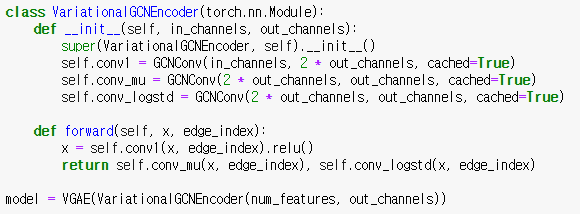 class VariationalGCNEncoder(torch.nn.Module):
    def __init__(self, in_channels, out_channels):
        super(VariationalGCNEncoder, self).__init__()
        self.conv1 = GCNConv(in_channels, 2 * out_channels, cached=True)
        self.conv_mu = GCNConv(2 * out_channels, out_channels, cached=True)
        self.conv_logstd = GCNConv(2 * out_channels, out_channels, cached=True)

    def forward(self, x, edge_index):
        x = self.conv1(x, edge_index).relu()
        return self.conv_mu(x, edge_index), self.conv_logstd(x, edge_index)

model = VGAE(VariationalGCNEncoder(num_features, out_channels))